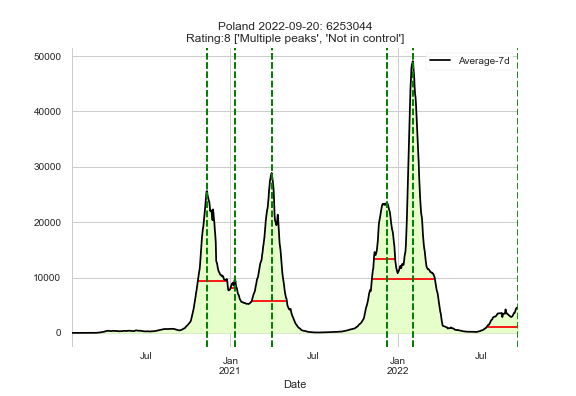 Poland 2022-09-20: 6253044
Rating:8 ['Multiple peaks', 'Not in control']
Average-7d
50000
40000
30000
20000
10000
0
Jul
Jan
2021
Jul
Jan
2022
Jul
Date